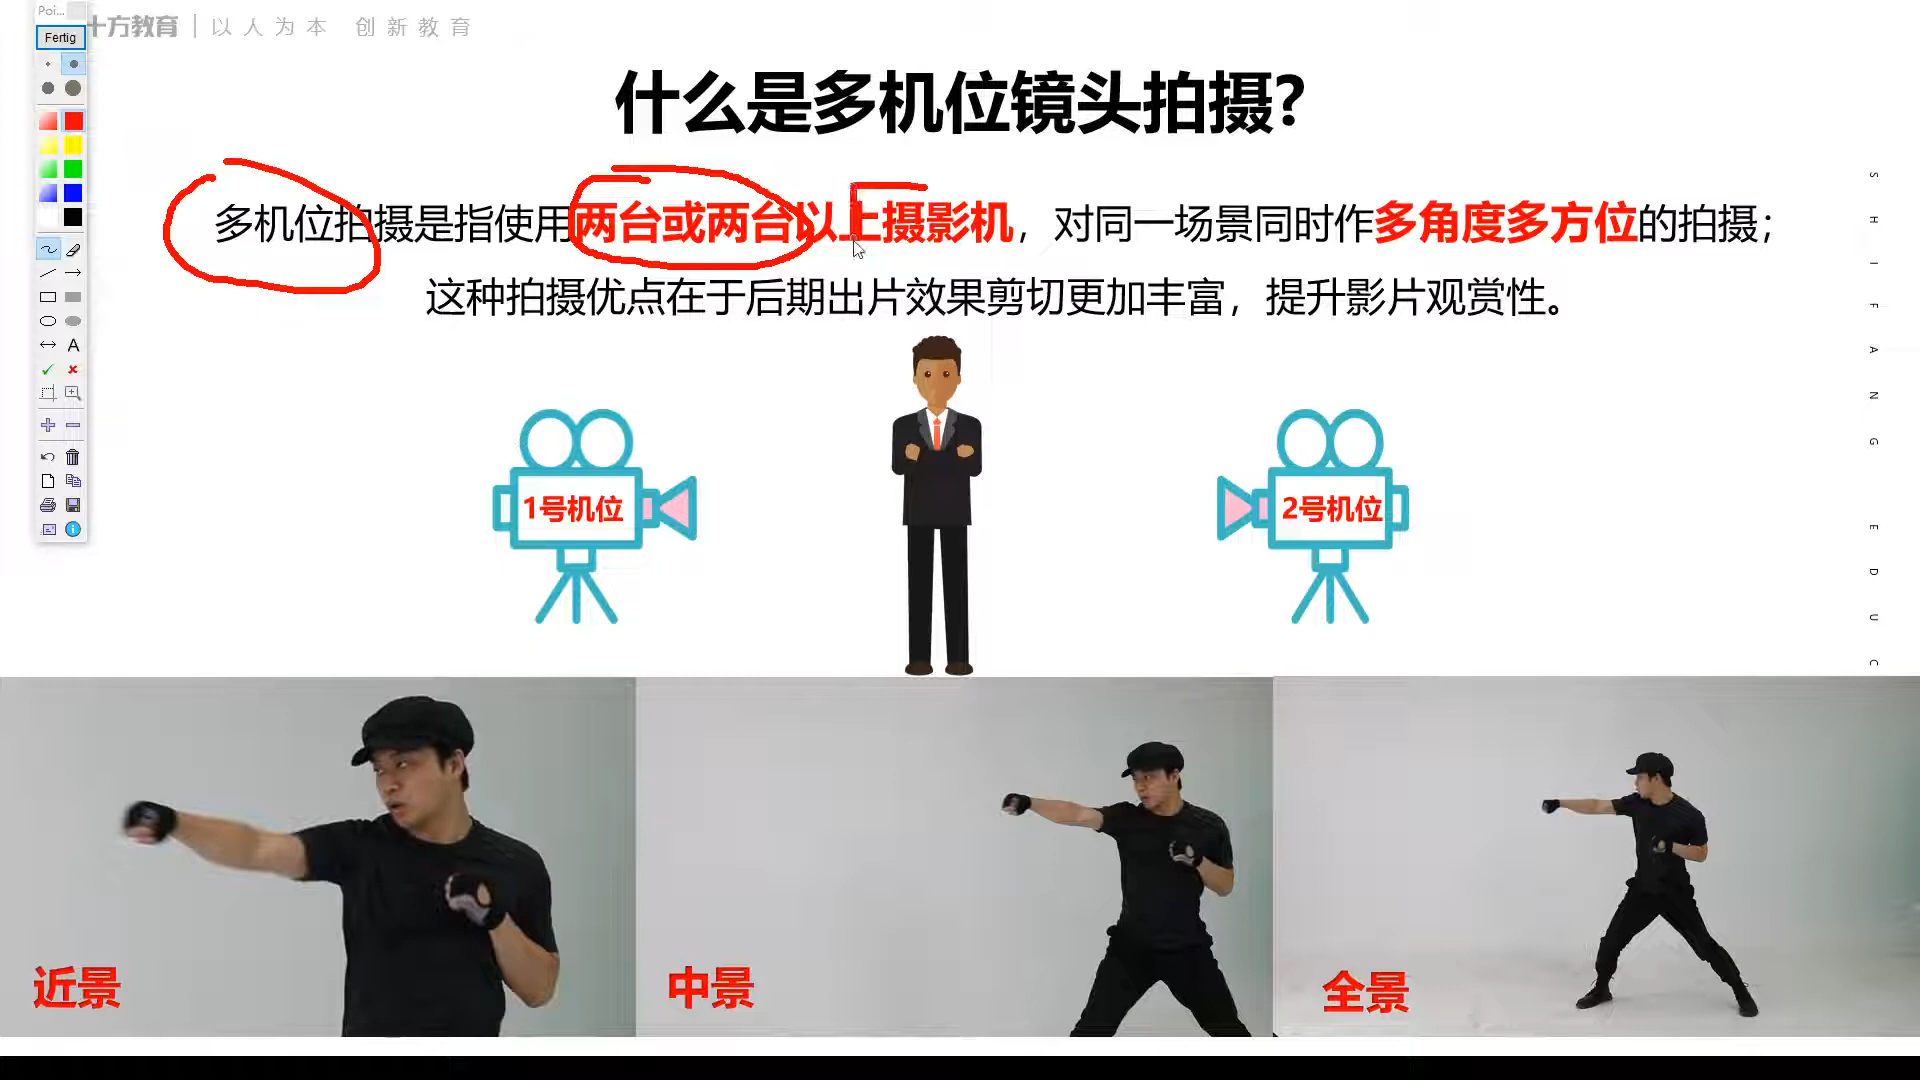 Poi...
Fertig
A
十方教育 | 以人为本 创新教育
什么是多机位镜头拍摄?
多机位拍摄是指使用两台或两台以上摄影机，对同一场景同时作多角度多方位的拍摄；
这种拍摄优点在于后期出片效果剪切更加丰富，提升影片观赏性。
1号机位
2号机位
近景
中景
全景
SHIFANG EDUC